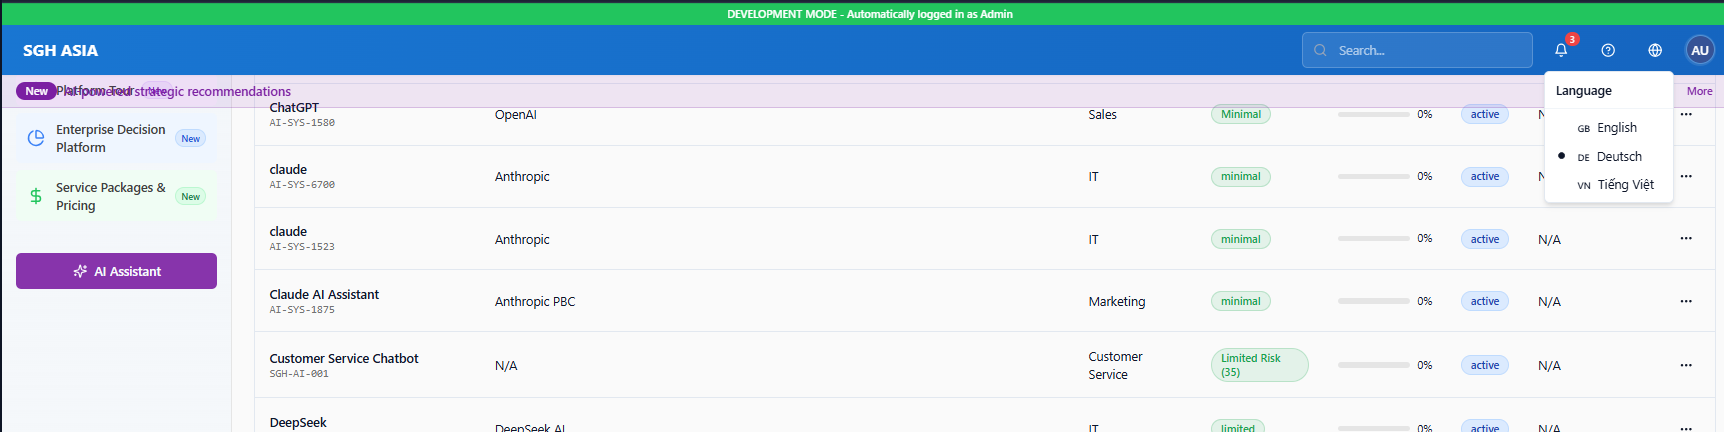 DEVELOPMENT MODE - Automatically logged in as Admin
SGH ASIA
Search...
3
AU
New
Platform Tour
New
AI-powered strategic recommendations
More
Language
GB English
DE Deutsch
VN Tiếng Việt
Enterprise Decision
Platform
New
Service Packages &
Pricing
New
AI Assistant
ChatGPT
AI-SYS-1580
OpenAI
Sales
Minimal
0%
active
claude
AI-SYS-6700
Anthropic
IT
minimal
0%
active
claude
AI-SYS-1523
Anthropic
IT
minimal
0%
active
N/A
Claude AI Assistant
AI-SYS-1875
Anthropic PBC
Marketing
minimal
0%
active
N/A
Customer Service Chatbot
SGH-AI-001
N/A
Customer
Service
Limited Risk
(35)
0%
active
N/A
DeepSeek
DeepSeek AI
IT
limited
0%
active
N/A